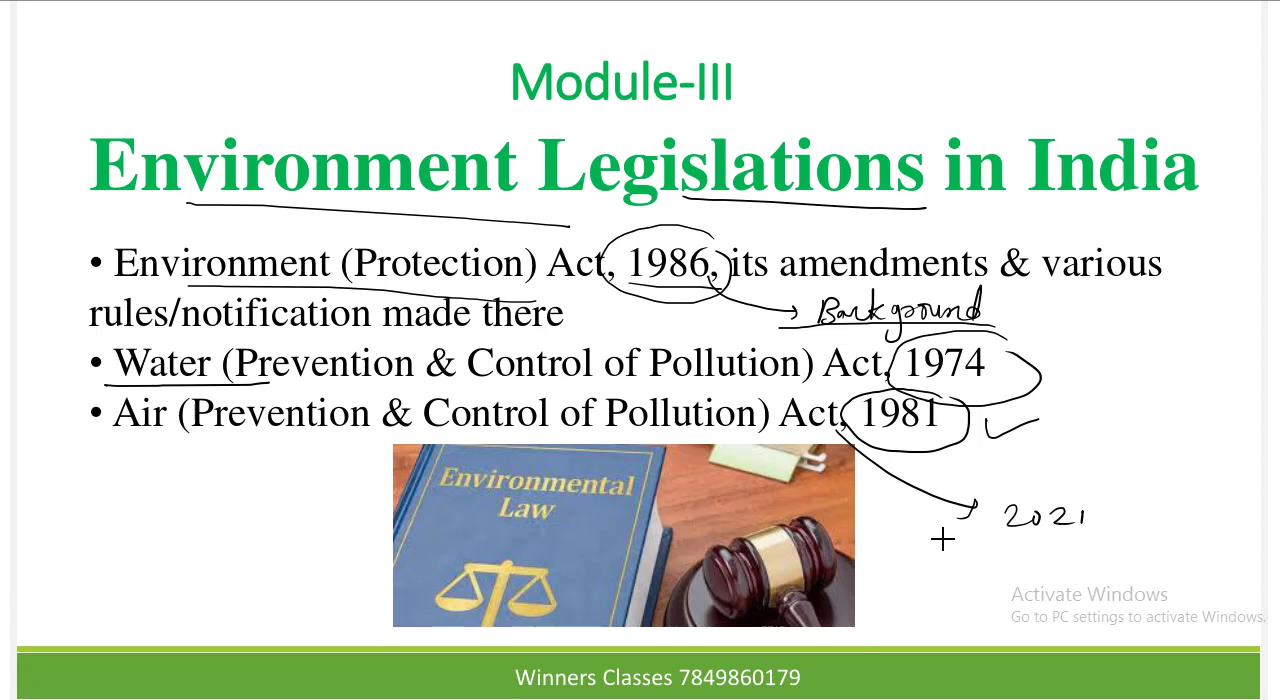 Module-III
Environment Legislations in India
• Environment (Protection) Act, 1986, its amendments & various
rules/notification made there
Background
• Water (Prevention & Control of Pollution) Act, 1974
• Air (Prevention & Control of Pollution) Act, 1981
Environmental
Law
2021
Activate Windows
Go to PC settings to activate Windows.
Winners Classes 7849860179